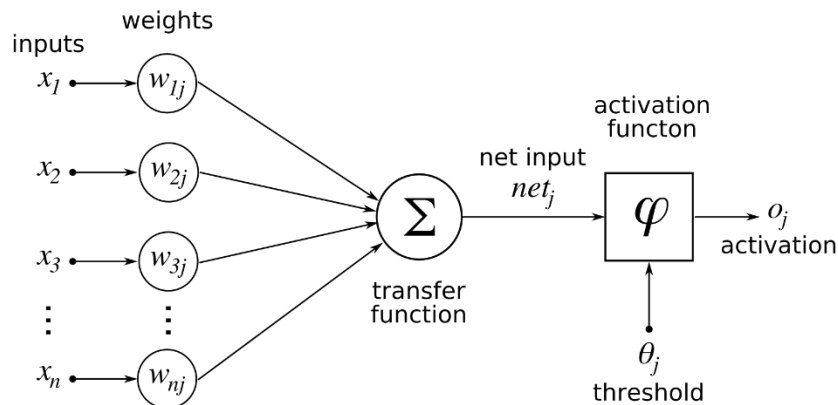 inputs
weights
x1
w1j
x2
w2j
x3
w3j
⋮
⋮
xn
wnj
Σ
transfer
function
net input
netj
activation
functon
φ
oj
activation
θj
threshold